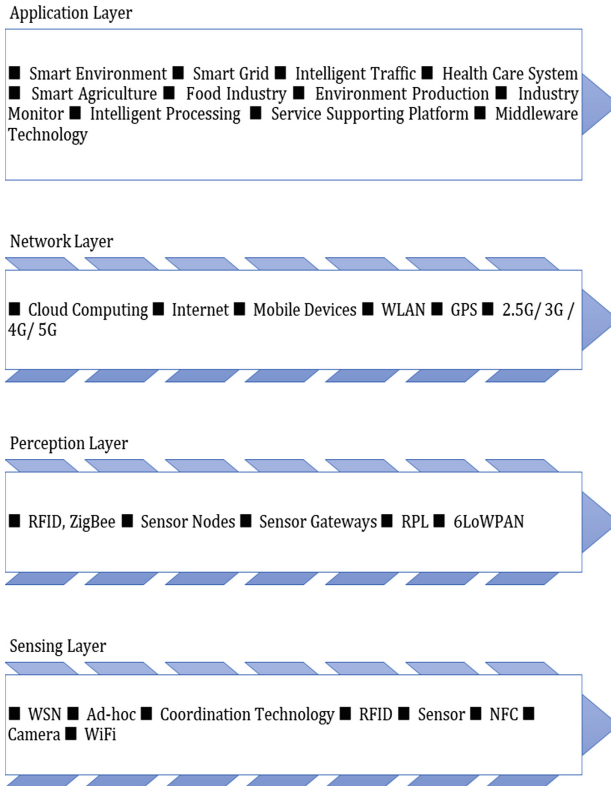 Application Layer
■ Smart Environment ■ Smart Grid ■ Intelligent Traffic ■ Health Care System
■ Smart Agriculture ■ Food Industry ■ Environment Production ■ Industry
Monitor ■ Intelligent Processing ■ Service Supporting Platform ■ Middleware
Technology
Network Layer
■ Cloud Computing ■ Internet ■ Mobile Devices ■ WLAN ■ GPS ■ 2.5G/ 3G /
4G/ 5G
Perception Layer
■ RFID, ZigBee ■ Sensor Nodes ■ Sensor Gateways ■ RPL ■ 6LoWPAN
Sensing Layer
■ WSN ■ Ad-hoc ■ Coordination Technology ■ RFID ■ Sensor ■ NFC ■
Camera ■ WiFi